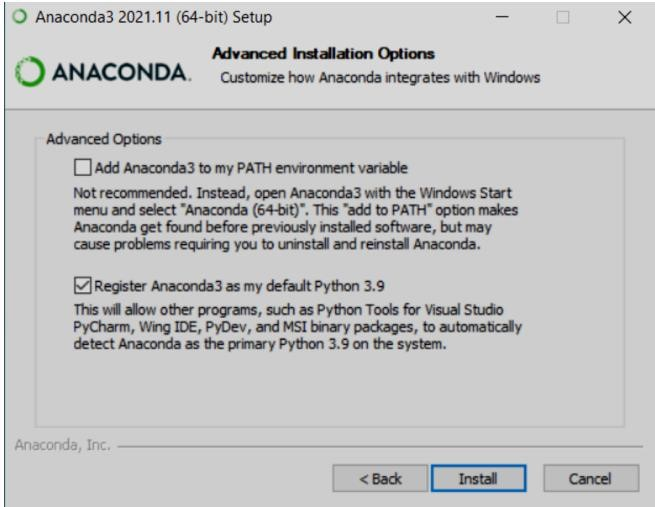 Anaconda3 2021.11 (64-bit) Setup
ANACONDA.
Advanced Installation Options
Customize how Anaconda integrates with Windows
Advanced Options
Add Anaconda3 to my PATH environment variable
Not recommended. Instead, open Anaconda3 with the Windows Start
menu and select "Anaconda (64-bit)". This "add to PATH" option makes
Anaconda get found before previously installed software, but may
cause problems requiring you to uninstall and reinstall Anaconda.
Register Anaconda3 as my default Python 3.9
This will allow other programs, such as Python Tools for Visual Studio
PyCharm, Wing IDE, PyDev, and MSI binary packages, to automatically
detect Anaconda as the primary Python 3.9 on the system.
Anaconda, Inc.
< Back
Install
Cancel